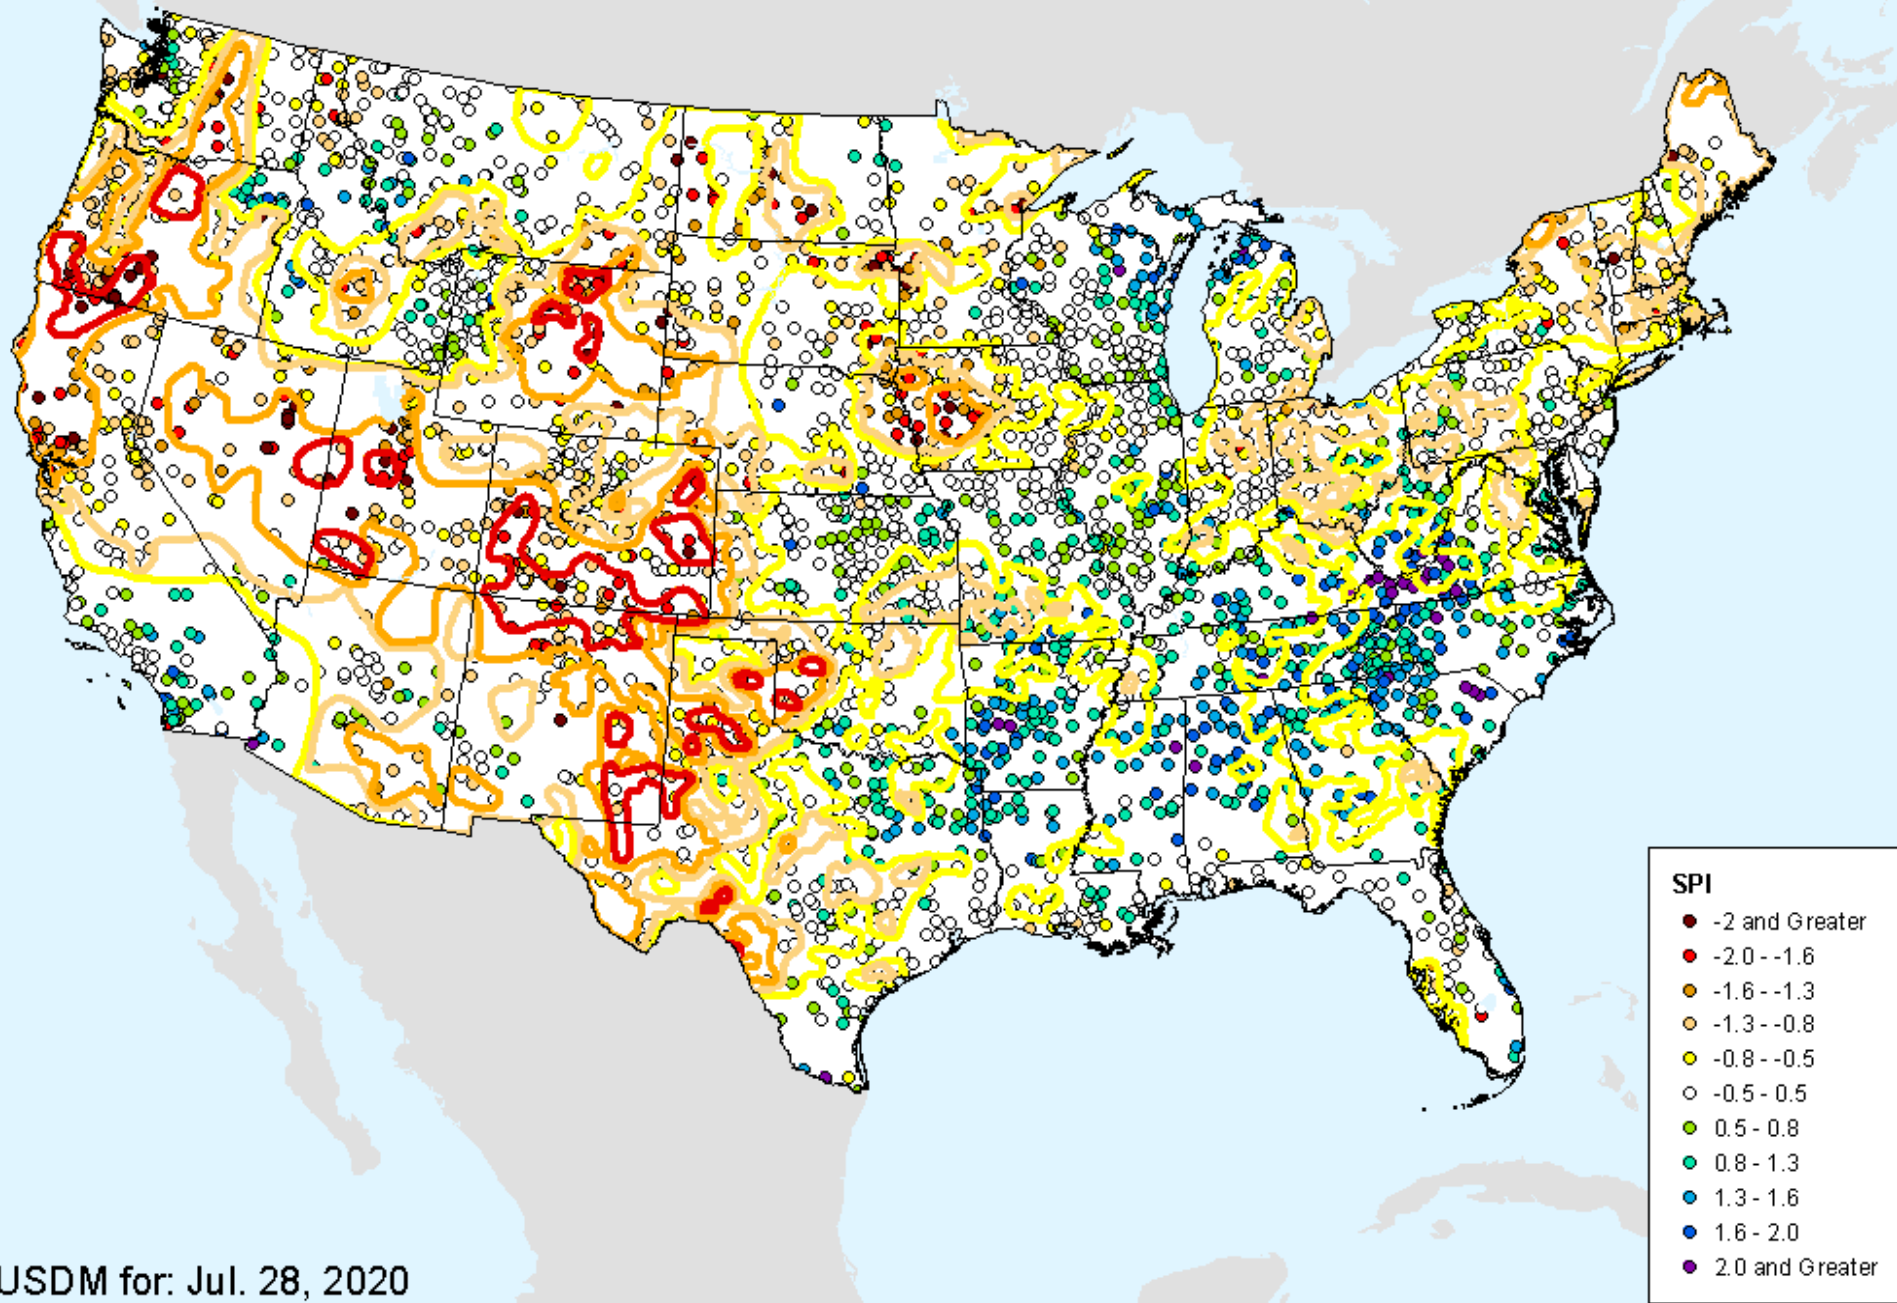 SPI
-2 and Greater
-2.0 - -1.6
-1.6 - -1.3
-1.3 - -0.8
-0.8 - -0.5
-0.5 - 0.5
0.5 - 0.8
0.8 - 1.3
1.3 - 1.6
1.6 - 2.0
2.0 and Greater
USDM for: Jul. 28, 2020